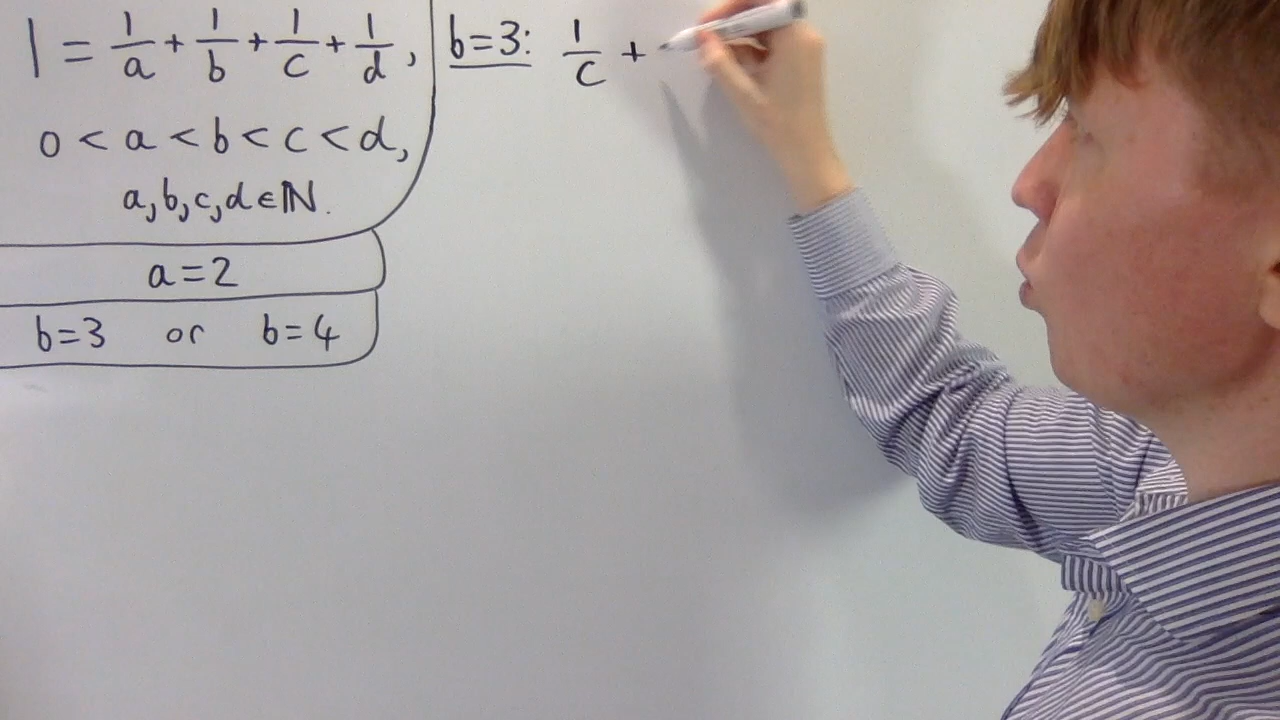 1 = 1/a + 1/b + 1/c + 1/d,
0 < a < b < c < d,
a, b, c, d ∈ ℕ.
a = 2
b = 3 or b = 4
b = 3: 1/c +